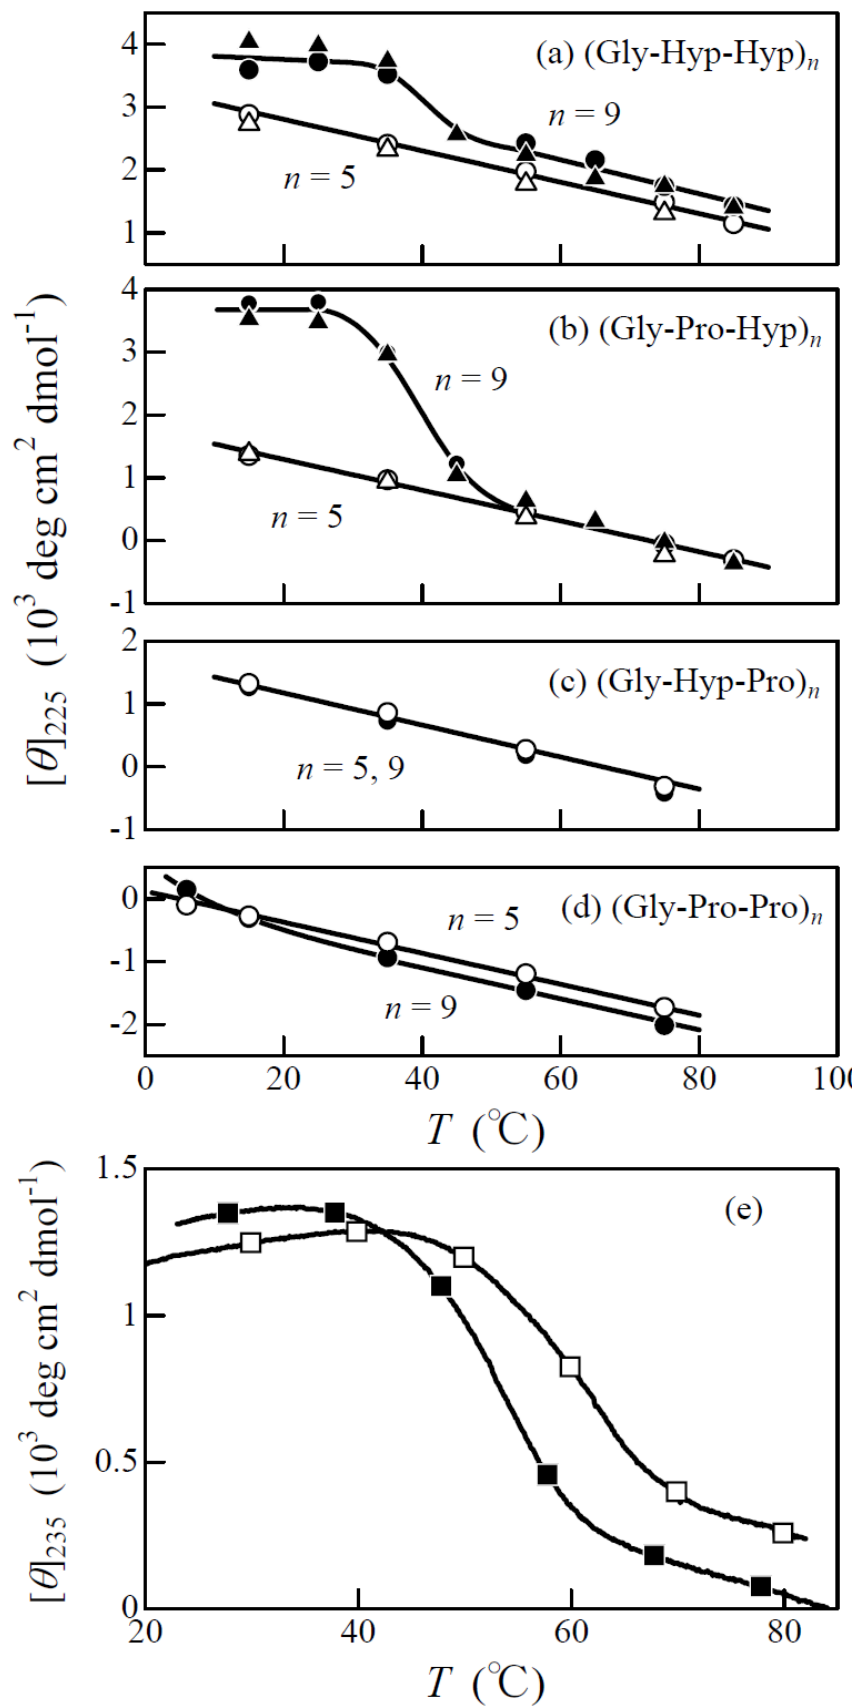 4
(a) (Gly-Hyp-Hyp)n
3
n = 9
2
n = 5
1
4
(b) (Gly-Pro-Hyp)n
3
n = 9
2
1
n = 5
0
-1
2
(c) (Gly-Hyp-Pro)n
1
0
n = 5, 9
-1
0
n = 5
(d) (Gly-Pro-Pro)n
-1
n = 9
-2
0 20 40 60 80 100
T (°C)
[θ]225 (10³ deg cm² dmol⁻¹)
1.5
(e)
1
0.5
0
20 40 60 80
T (°C)
[θ]235 (10³ deg cm² dmol⁻¹)